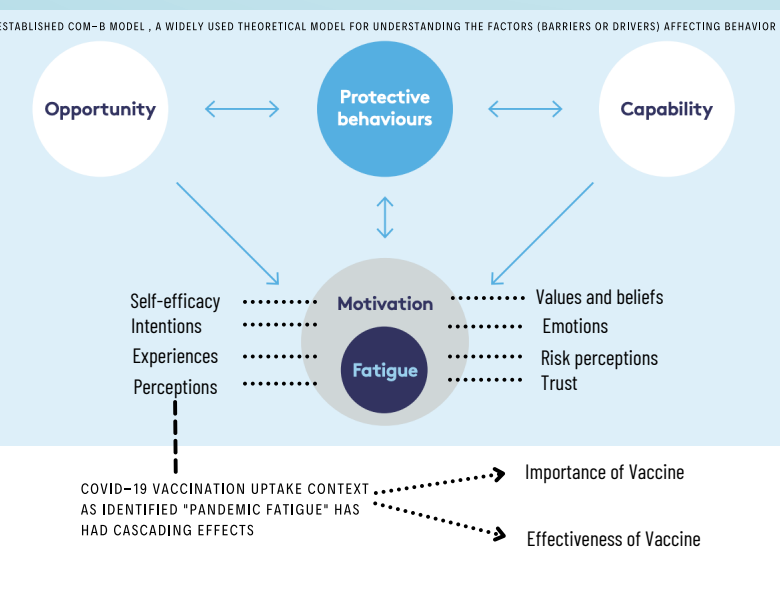 ESTABLISHED COM-B MODEL , A WIDELY USED THEORETICAL MODEL FOR UNDERSTANDING THE FACTORS (BARRIERS OR DRIVERS) AFFECTING BEHAVIOR
Opportunity
Protective
behaviours
Capability
Motivation
Fatigue
Self-efficacy
Intentions
Experiences
Perceptions
Values and beliefs
Emotions
Risk perceptions
Trust
COVID-19 VACCINATION UPTAKE CONTEXT
AS IDENTIFIED "PANDEMIC FATIGUE" HAS
HAD CASCADING EFFECTS
Importance of Vaccine
Effectiveness of Vaccine